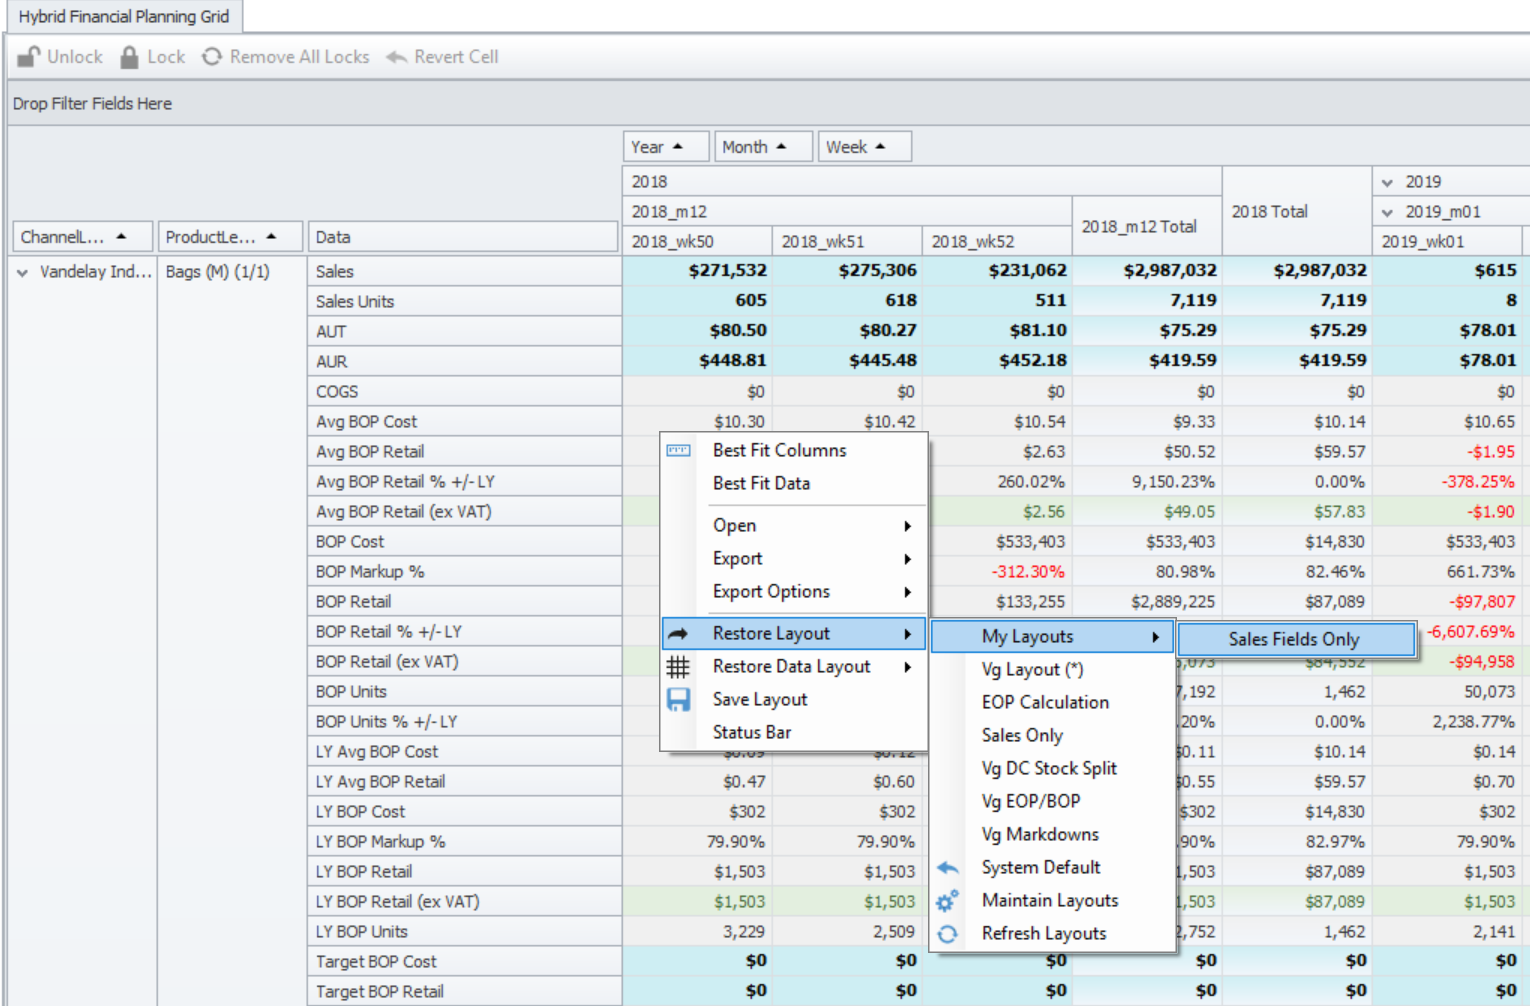 Hybrid Financial Planning Grid
Unlock Lock Remove All Locks Revert Cell
Drop Filter Fields Here
Year Month Week
2018 2019
2018_m12 2018_m12 Total 2018 Total 2019_m01
ChannelL... ProductLe... Data 2018_wk50 2018_wk51 2018_wk52 2019_wk01
Vandelay Ind... Bags (M) (1/1) Sales $271,532 $275,306 $231,062 $2,987,032 $2,987,032 $615
Sales Units 605 618 511 7,119 7,119 8
AUT $80.50 $80.27 $81.10 $75.29 $75.29 $78.01
AUR $448.81 $445.48 $452.18 $419.59 $419.59 $78.01
COGS $0 $0 $0 $0 $0 $0
Avg BOP Cost $10.30 $10.42 $10.54 $9.33 $10.14 $10.65
Avg BOP Retail $2.63 $50.52 $59.57 -$1.95
Avg BOP Retail % +/-LY 260.02% 9,150.23% 0.00% -378.25%
Avg BOP Retail (ex VAT) $2.56 $49.05 $57.83 -$1.90
BOP Cost $533,403 $533,403 $14,830 $533,403
BOP Markup % -312.30% 80.98% 82.46% 661.73%
BOP Retail $133,255 $2,889,225 $87,089 -$97,807
BOP Retail % +/-LY -6,607.69%
BOP Retail (ex VAT) $84,552 -$94,958
BOP Units 7,192 1,462 50,073
BOP Units % +/-LY .20% 0.00% 2,238.77%
LY Avg BOP Cost $0.09 $0.12 $0.11 $10.14 $0.14
LY Avg BOP Retail $0.47 $0.60 $0.55 $59.57 $0.70
LY BOP Cost $302 $302 $302 $14,830 $302
LY BOP Markup % 79.90% 79.90% .90% 82.97% 79.90%
LY BOP Retail $1,503 $1,503 1,503 $87,089 $1,503
LY BOP Retail (ex VAT) $1,503 $1,503 1,503 $87,089 $1,503
LY BOP Units 3,229 2,509 2,752 1,462 2,141
Target BOP Cost $0 $0 $0 $0 $0 $0
Target BOP Retail $0 $0 $0 $0 $0 $0
Best Fit Columns
Best Fit Data
Open
Export
Export Options
Restore Layout
Restore Data Layout
Save Layout
Status Bar
My Layouts
Vg Layout (*)
EOP Calculation
Sales Only
Vg DC Stock Split
Vg EOP/BOP
Vg Markdowns
System Default
Maintain Layouts
Refresh Layouts
Sales Fields Only